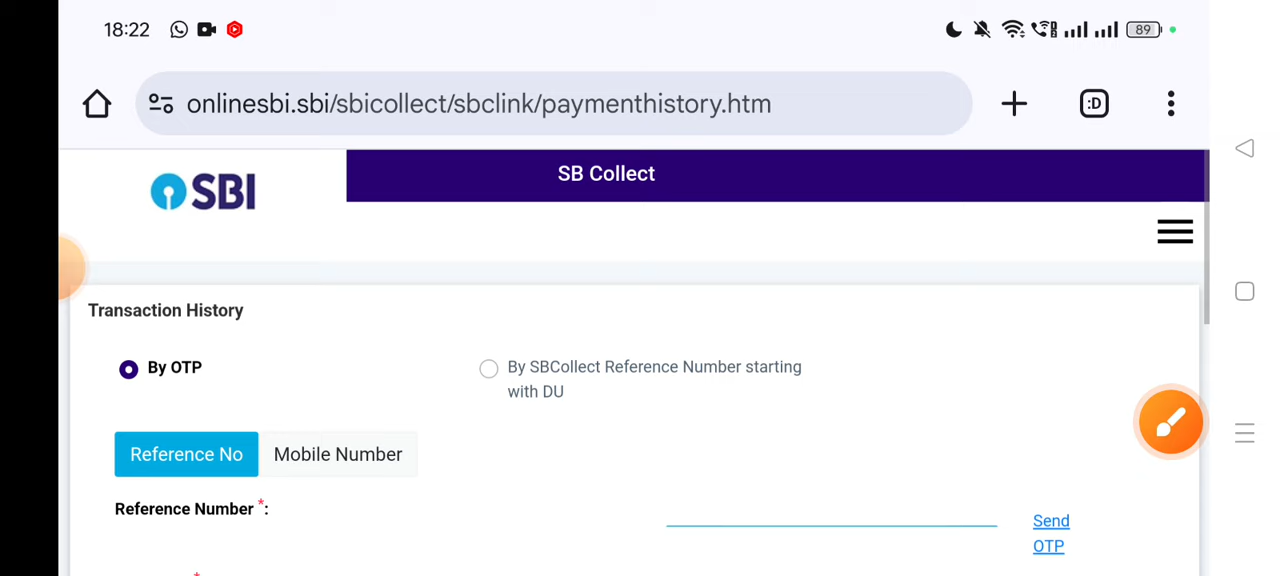 18:22
89
onlinesbi.sbi/sbicollect/sbclink/paymenthistory.htm
:D
SBI
SB Collect
Transaction History
By OTP
By SBCollect Reference Number starting
with DU
Reference No
Mobile Number
Reference Number *:
Send
OTP
*